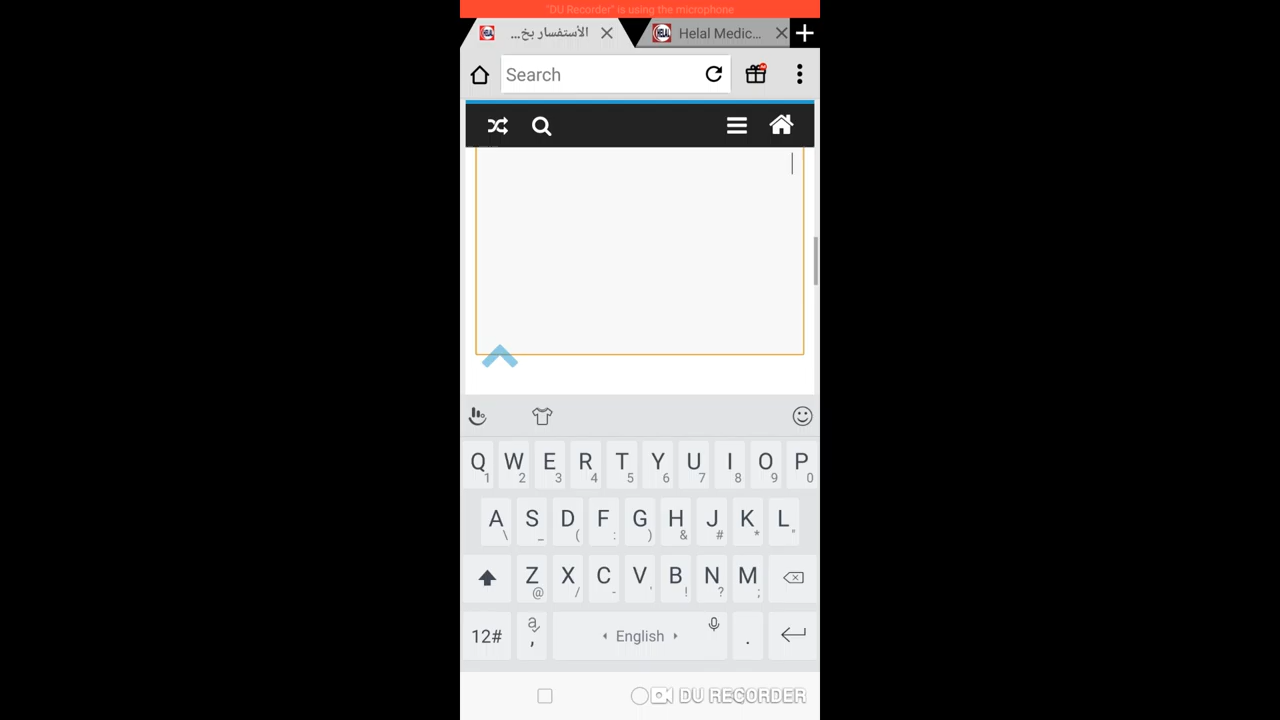 "DU Recorder" is using the microphone
الأستفسار بخ...
Helal Medic...
Search
Q W E R T Y U I O P
1 2 3 4 5 6 7 8 9 0
A S D F G H J K L
\ _ ( : ) & # * "
Z X C V B N M
@ / - ' ! ? ;
12# , English .
DU RECORDER